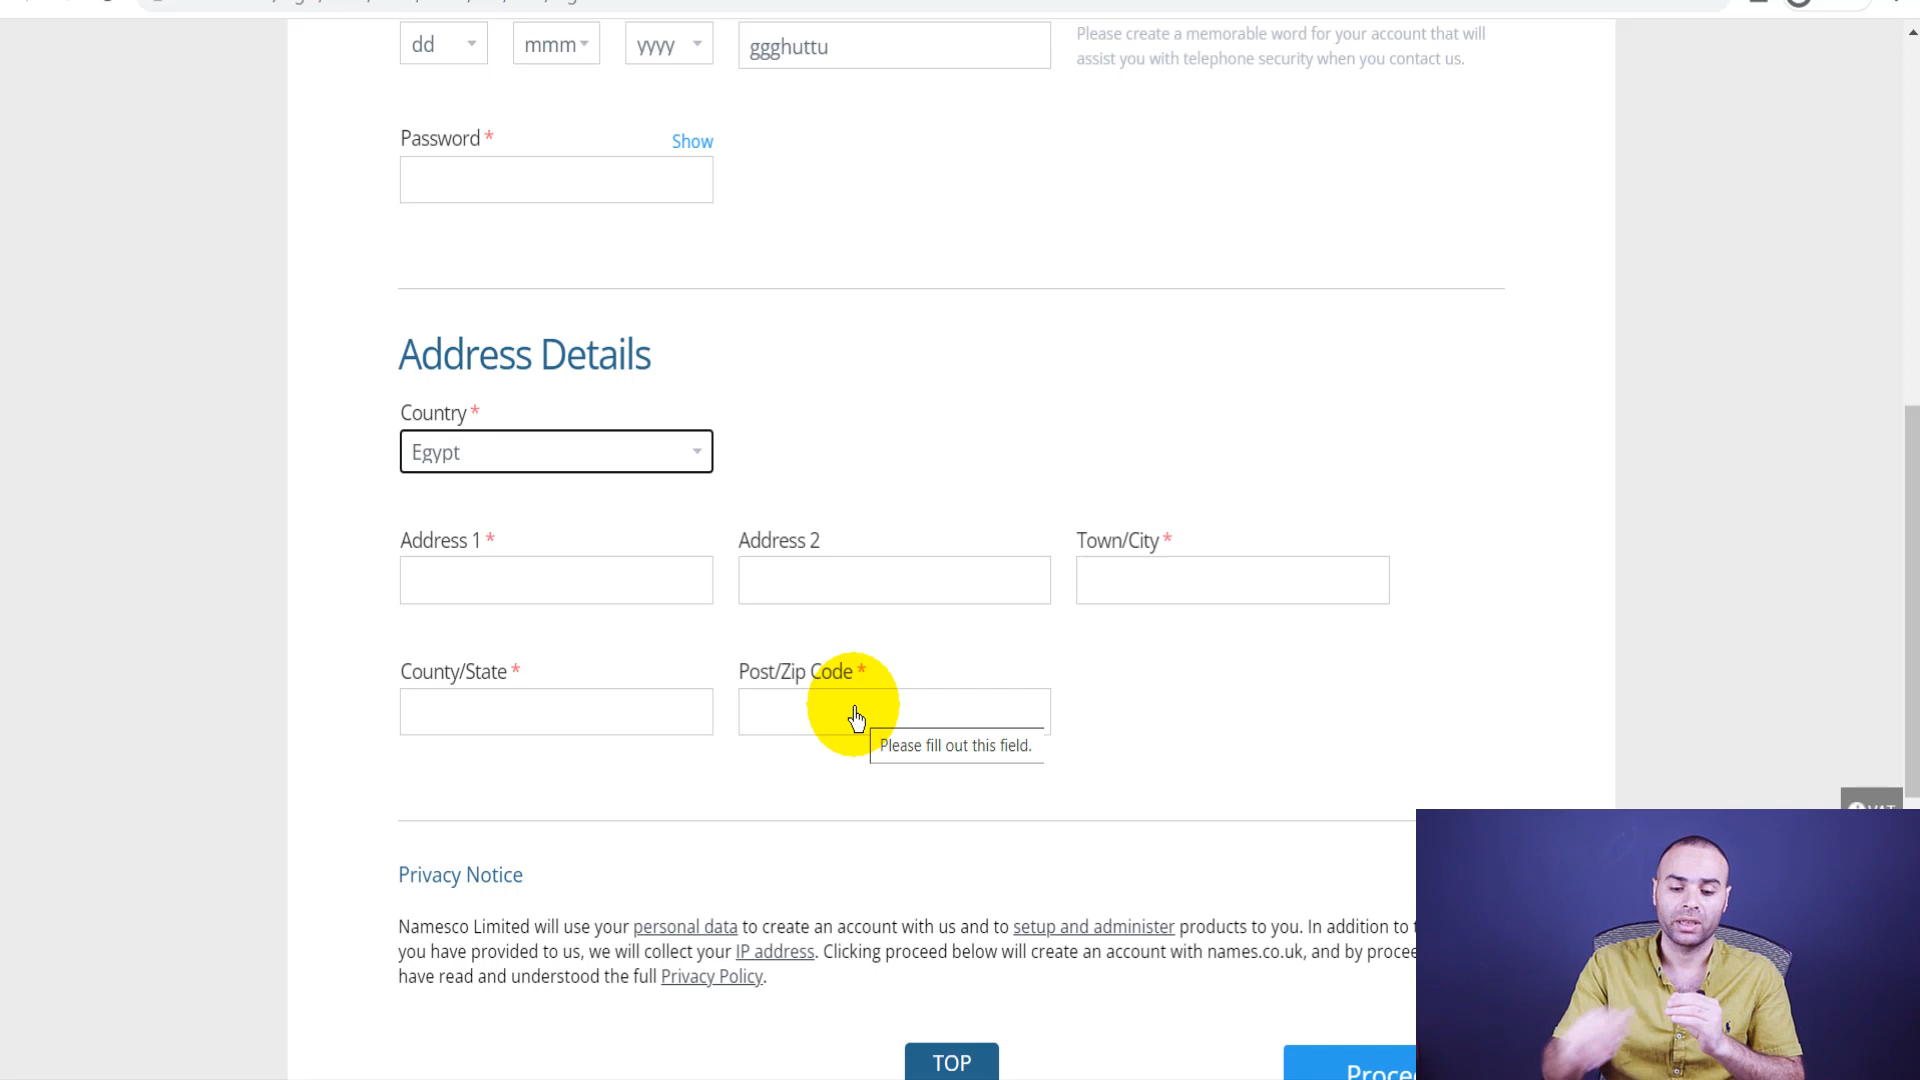 dd mmm yyyy ggghuttu
Please create a memorable word for your account that will
assist you with telephone security when you contact us.
Password * Show
Address Details
Country *
Egypt
Address 1 * Address 2 Town/City *
County/State * Post/Zip Code *
Please fill out this field.
VAT
Privacy Notice
Namesco Limited will use your personal data to create an account with us and to setup and administer products to you. In addition to
you have provided to us, we will collect your IP address. Clicking proceed below will create an account with names.co.uk, and by procee
have read and understood the full Privacy Policy.
TOP
Procee